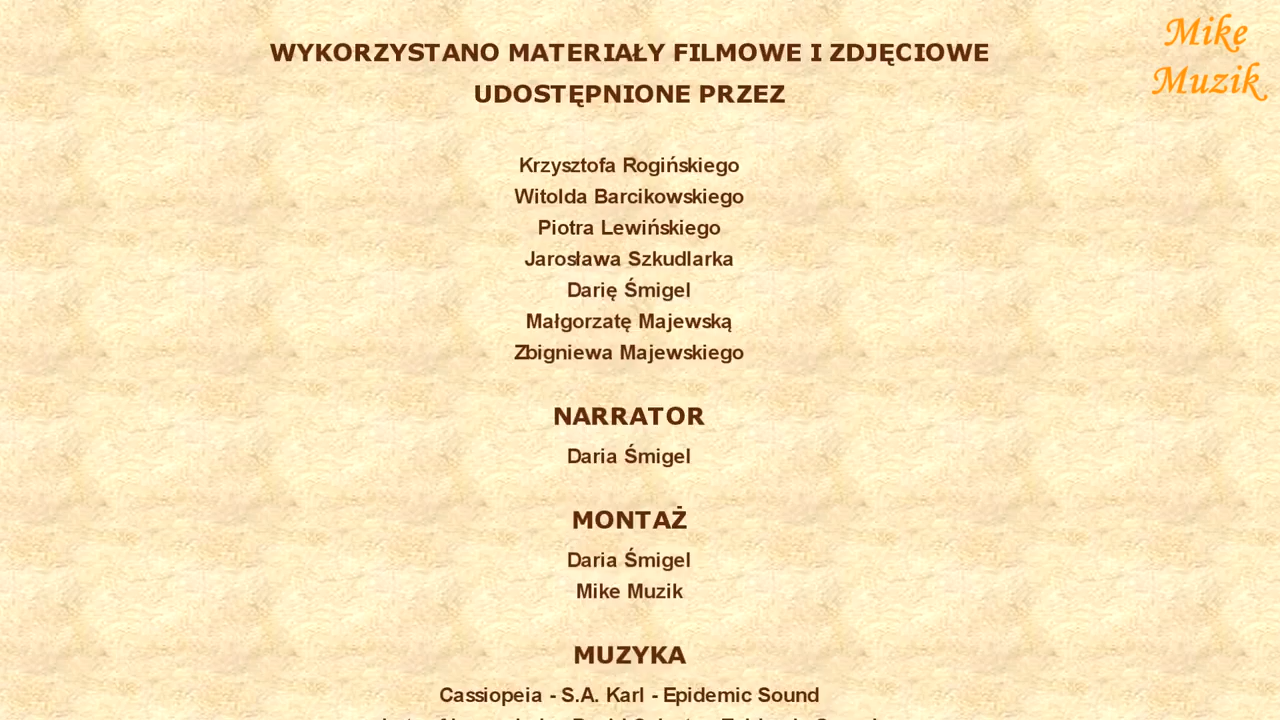 Mike
Muzik
WYKORZYSTANO MATERIAŁY FILMOWE I ZDJĘCIOWE
UDOSTĘPNIONE PRZEZ
Krzysztofa Rogińskiego
Witolda Barcikowskiego
Piotra Lewińskiego
Jarosława Szkudlarka
Darię Śmigel
Małgorzatę Majewską
Zbigniewa Majewskiego
NARRATOR
Daria Śmigel
MONTAŻ
Daria Śmigel
Mike Muzik
MUZYKA
Cassiopeia - S.A. Karl - Epidemic Sound